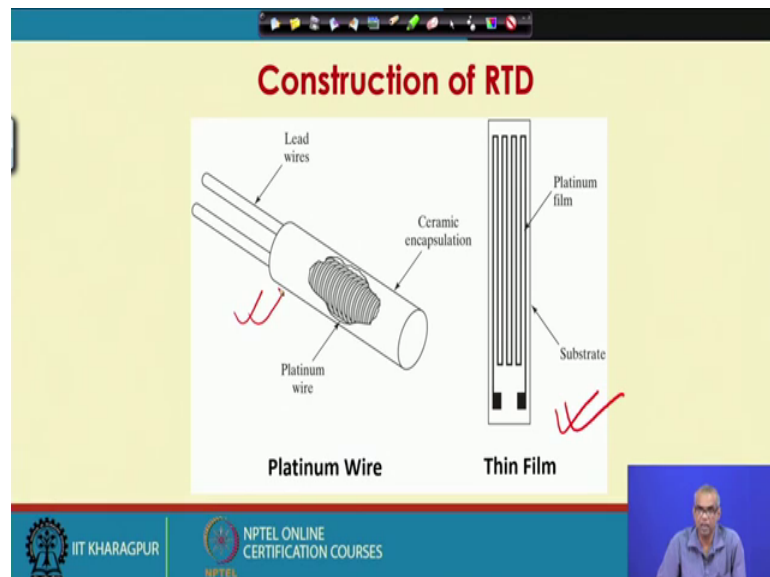 Construction of RTD
Lead
wires
Ceramic
encapsulation
Platinum
wire
Platinum
film
Substrate
Platinum Wire
Thin Film
IIT KHARAGPUR
NPTEL ONLINE
CERTIFICATION COURSES
NPTEL